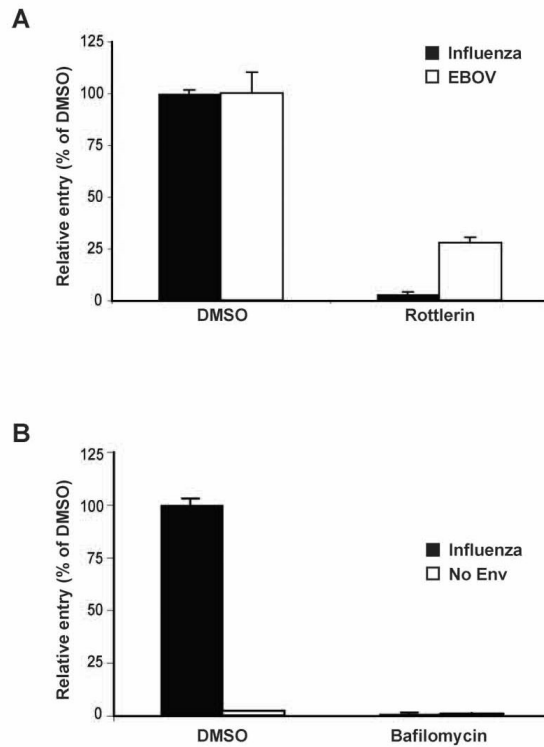 A
Relative entry (% of DMSO)
125
100
75
50
25
0
Influenza
EBOV
DMSO
Rottlerin
B
Relative entry (% of DMSO)
125
100
75
50
25
0
Influenza
No Env
DMSO
Bafilomycin